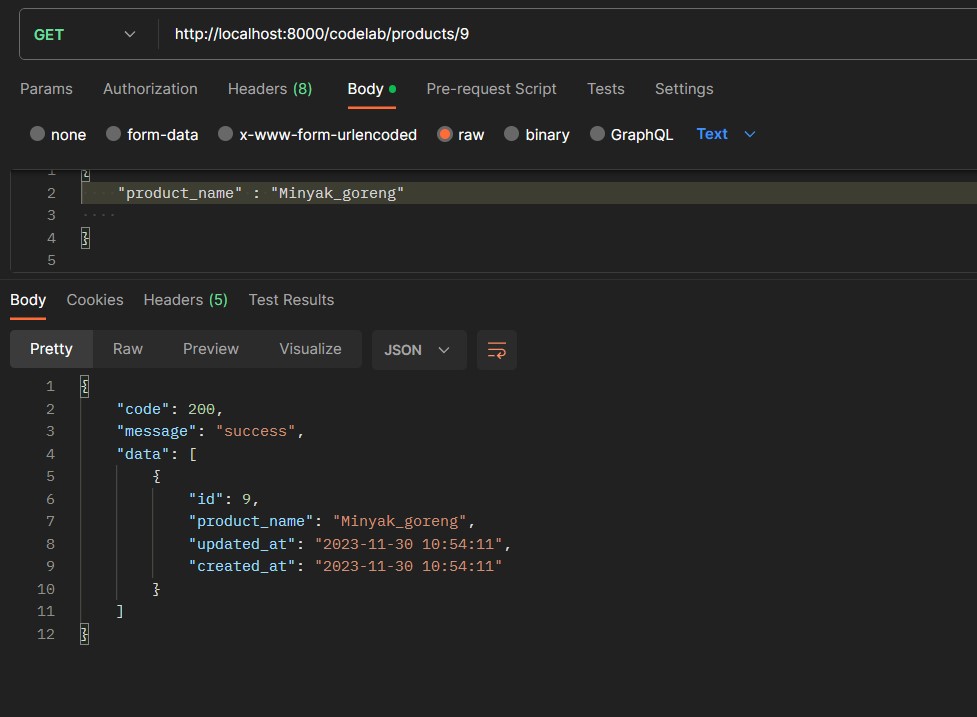 GET http://localhost:8000/codelab/products/9
Params Authorization Headers (8) Body Pre-request Script Tests Settings
none form-data x-www-form-urlencoded raw binary GraphQL Text
1 {
2 "product_name" : "Minyak_goreng"
3
4 }
5
Body Cookies Headers (5) Test Results
Pretty Raw Preview Visualize JSON
1 {
2 "code": 200,
3 "message": "success",
4 "data": [
5 {
6 "id": 9,
7 "product_name": "Minyak_goreng",
8 "updated_at": "2023-11-30 10:54:11",
9 "created_at": "2023-11-30 10:54:11"
10 }
11 ]
12 }